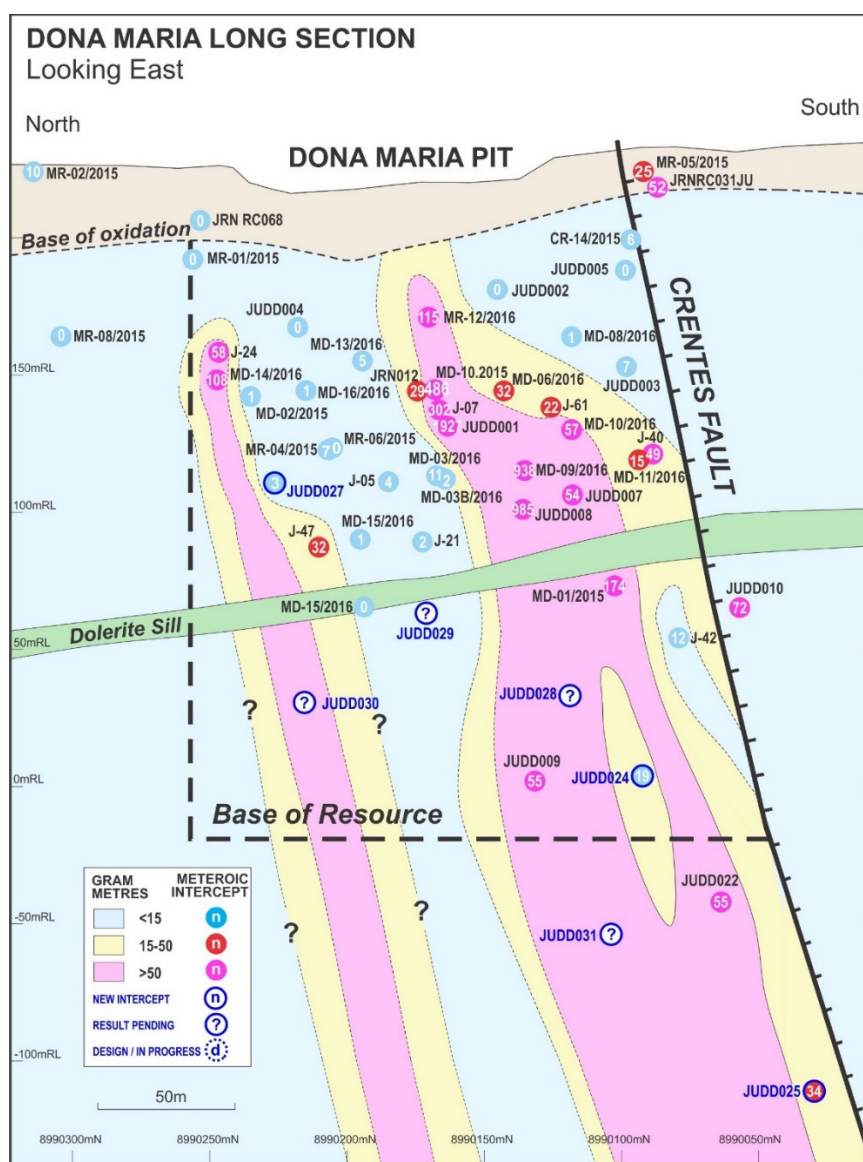 DONA MARIA LONG SECTION
Looking East
North
South
DONA MARIA PIT
10 MR-02/2015
25 MR-05/2015
52 JRNRC031JU
0 JRN RC068
Base of oxidation
0 MR-01/2015
CR-14/2015 6
JUDD005 0
0 JUDD002
CRENTES FAULT
JUDD004
0
115 MR-12/2016
0 MR-08/2015
MD-08/2016
1
MD-13/2016
5
58 J-24
JUDD003
7
150mRL
108 MD-14/2016
JRN012
29
MD-10.2015
486
MD-06/2016
32
1 MD-16/2016
MD-02/2015
1
302 J-07
22 J-61
192 JUDD001
MD-10/2016
57
MR-04/2015 7
0 MR-06/2015
J-40
49
15
MD-11/2016
MD-03/2016
11
2
MD-03B/2016
938 MD-09/2016
3
JUDD027
J-05 4
54 JUDD007
100mRL
985
JUDD008
J-47
32
MD-15/2016
1
2 J-21
174
MD-01/2015
JUDD010
72
MD-15/2016 0
?
JUDD029
Dolerite Sill
12 J-42
50mRL
? JUDD030
JUDD028 ?
?
?
JUDD009
55
JUDD024 19
0mRL
Base of Resource
JUDD022
55
GRAM METRES
METEROIC INTERCEPT
<15 n
15-50 n
>50 n
NEW INTERCEPT n
RESULT PENDING ?
DESIGN / IN PROGRESS d
?
?
-50mRL
JUDD031 ?
-100mRL
JUDD025 34
50m
8990300mN 8990250mN 8990200mN 8990150mN 8990100mN 8990050mN